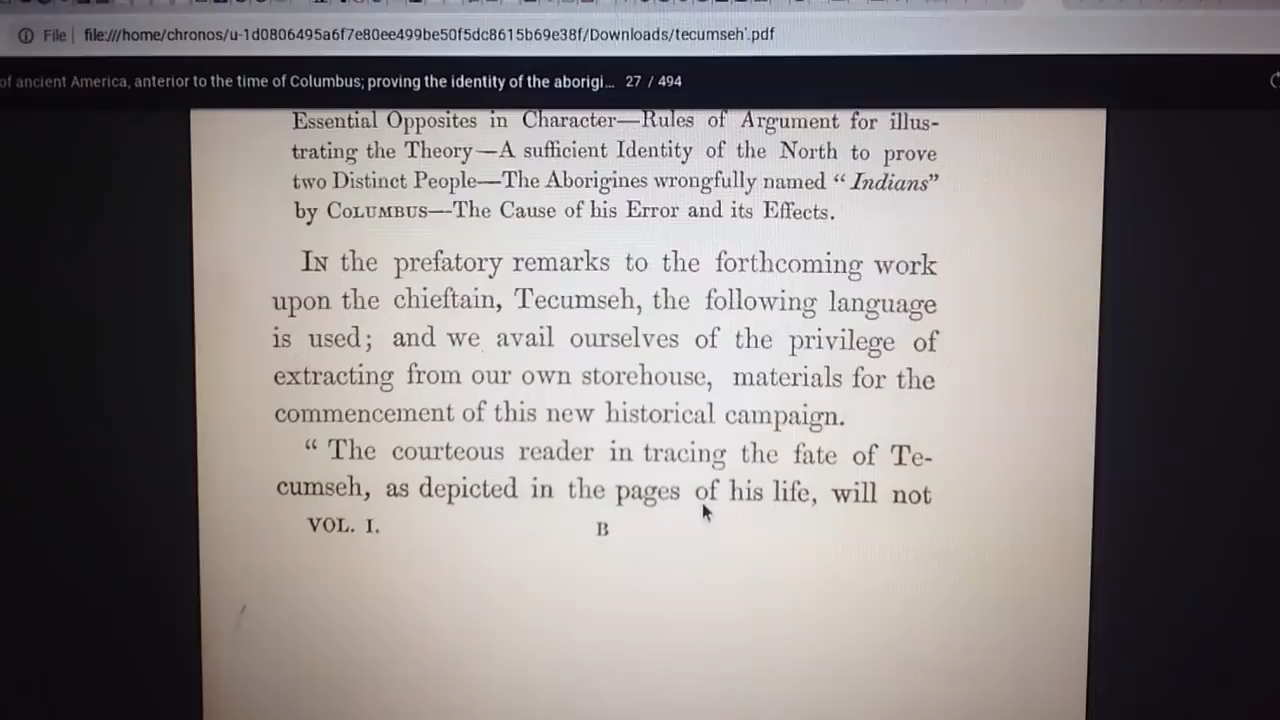 File | file:///home/chronos/u-1d0806495a6f7e80ee499be50f5dc8615b69e38f/Downloads/tecumseh'.pdf
of ancient America, anterior to the time of Columbus; proving the identity of the aborigi... 27 / 494
Essential Opposites in Character—Rules of Argument for illus-
trating the Theory—A sufficient Identity of the North to prove
two Distinct People—The Aborigines wrongfully named “ Indians”
by COLUMBUS—The Cause of his Error and its Effects.
IN the prefatory remarks to the forthcoming work
upon the chieftain, Tecumseh, the following language
is used; and we avail ourselves of the privilege of
extracting from our own storehouse, materials for the
commencement of this new historical campaign.
“ The courteous reader in tracing the fate of Te-
cumseh, as depicted in the pages of his life, will not
VOL. I. B